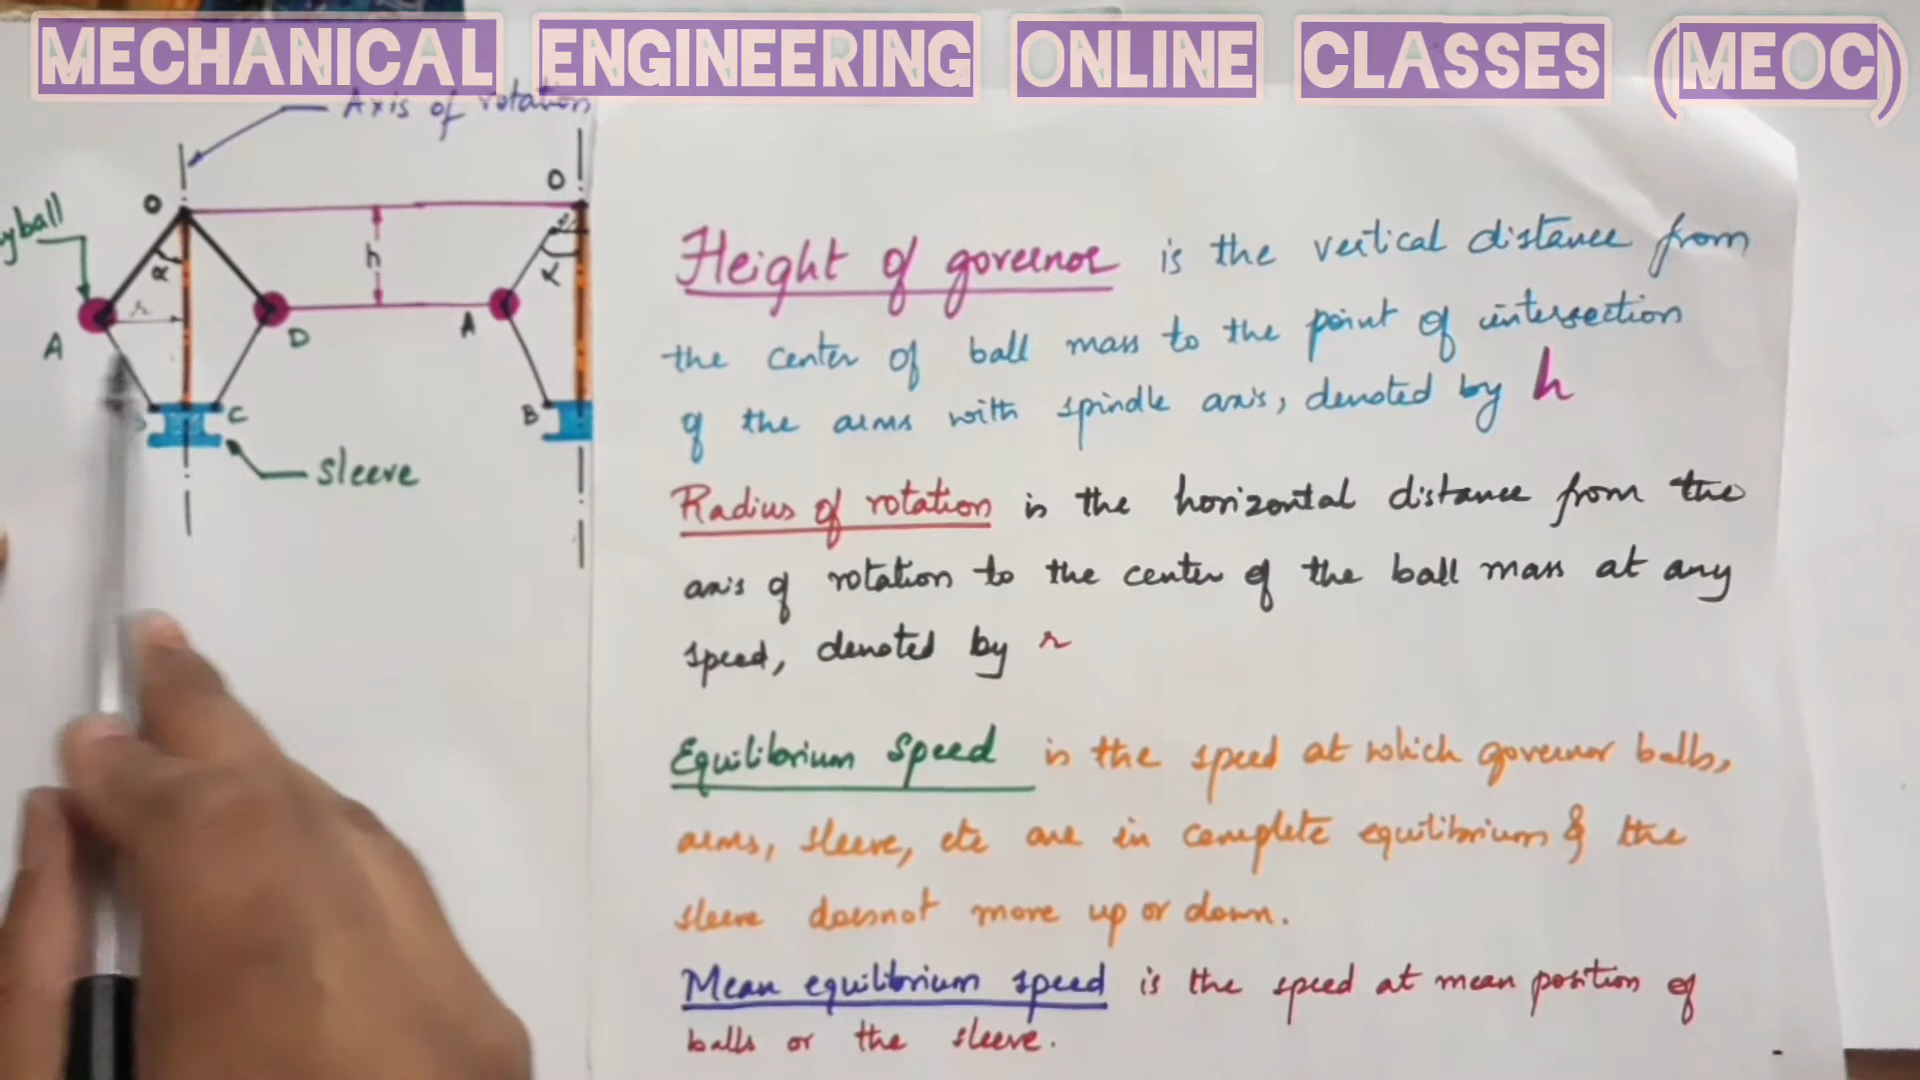 MECHANICAL ENGINEERING ONLINE CLASSES (MEOC)
Axis of rotation
O
O
yball
α
h
α
r
A
D
A
C
B
sleeve
Height of governor is the vertical distance from
the center of ball mass to the point of intersection
of the arms with spindle axis, denoted by h
Radius of rotation is the horizontal distance from the
axis of rotation to the center of the ball mass at any
speed, denoted by r
Equilibrium Speed is the speed at which governor balls,
arms, sleeve, etc are in complete equilibrium & the
sleeve doesnot move up or down.
Mean equilibrium speed is the speed at mean position of
balls or the sleeve.